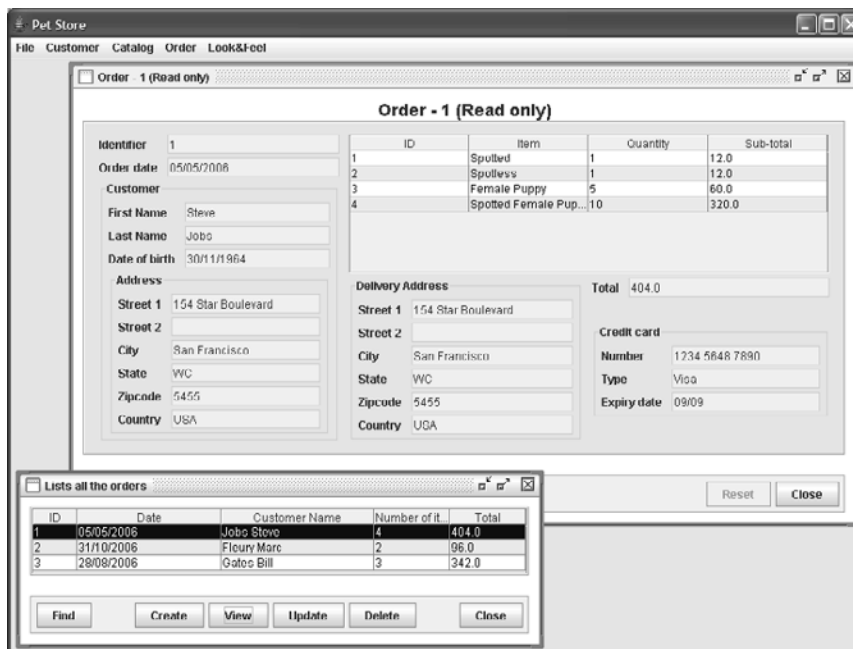 Pet Store
File Customer Catalog Order Look&Feel
Order - 1 (Read only)
Order - 1 (Read only)
Identifier 1
Order date 05/05/2006
Customer
First Name Steve
Last Name Jobs
Date of birth 30/11/1964
Address
Street 1 154 Star Boulevard
Street 2
City San Francisco
State WC
Zipcode 5455
Country USA
ID Item Quantity Sub-total
1 Spotted 1 12.0
2 Spotless 1 12.0
3 Female Puppy 5 60.0
4 Spotted Female Pup... 10 320.0
Delivery Address
Street 1 154 Star Boulevard
Street 2
City San Francisco
State WC
Zipcode 5455
Country USA
Total 404.0
Credit card
Number 1234 5648 7890
Type Visa
Expiry date 09/09
Reset Close
Lists all the orders
ID Date Customer Name Number of it... Total
1 05/05/2006 Jobs Steve 4 404.0
2 31/10/2006 Fleury Marc 2 96.0
3 28/08/2006 Gates Bill 3 342.0
Find Create View Update Delete Close